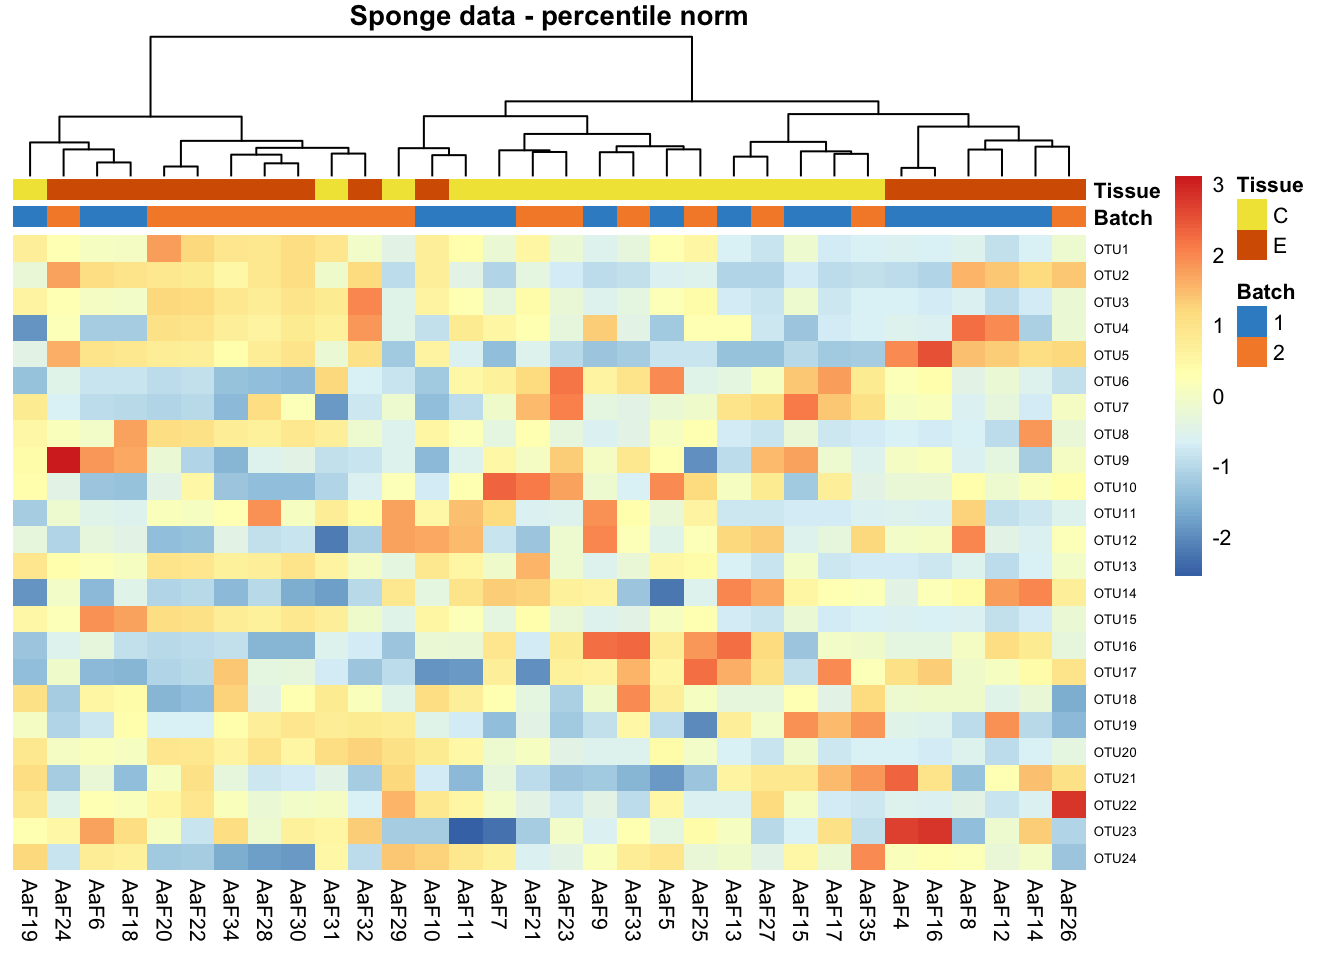 Sponge data - percentile norm
Tissue
Batch
OTU1
OTU2
OTU3
OTU4
OTU5
OTU6
OTU7
OTU8
OTU9
OTU10
OTU11
OTU12
OTU13
OTU14
OTU15
OTU16
OTU17
OTU18
OTU19
OTU20
OTU21
OTU22
OTU23
OTU24
AaF19 AaF24 AaF6 AaF18 AaF20 AaF22 AaF34 AaF28 AaF30 AaF31 AaF32 AaF29 AaF10 AaF11 AaF7 AaF21 AaF23 AaF9 AaF33 AaF5 AaF25 AaF13 AaF27 AaF15 AaF17 AaF35 AaF4 AaF16 AaF8 AaF12 AaF14 AaF26
3
2
1
0
-1
-2
Tissue
C
E
Batch
1
2